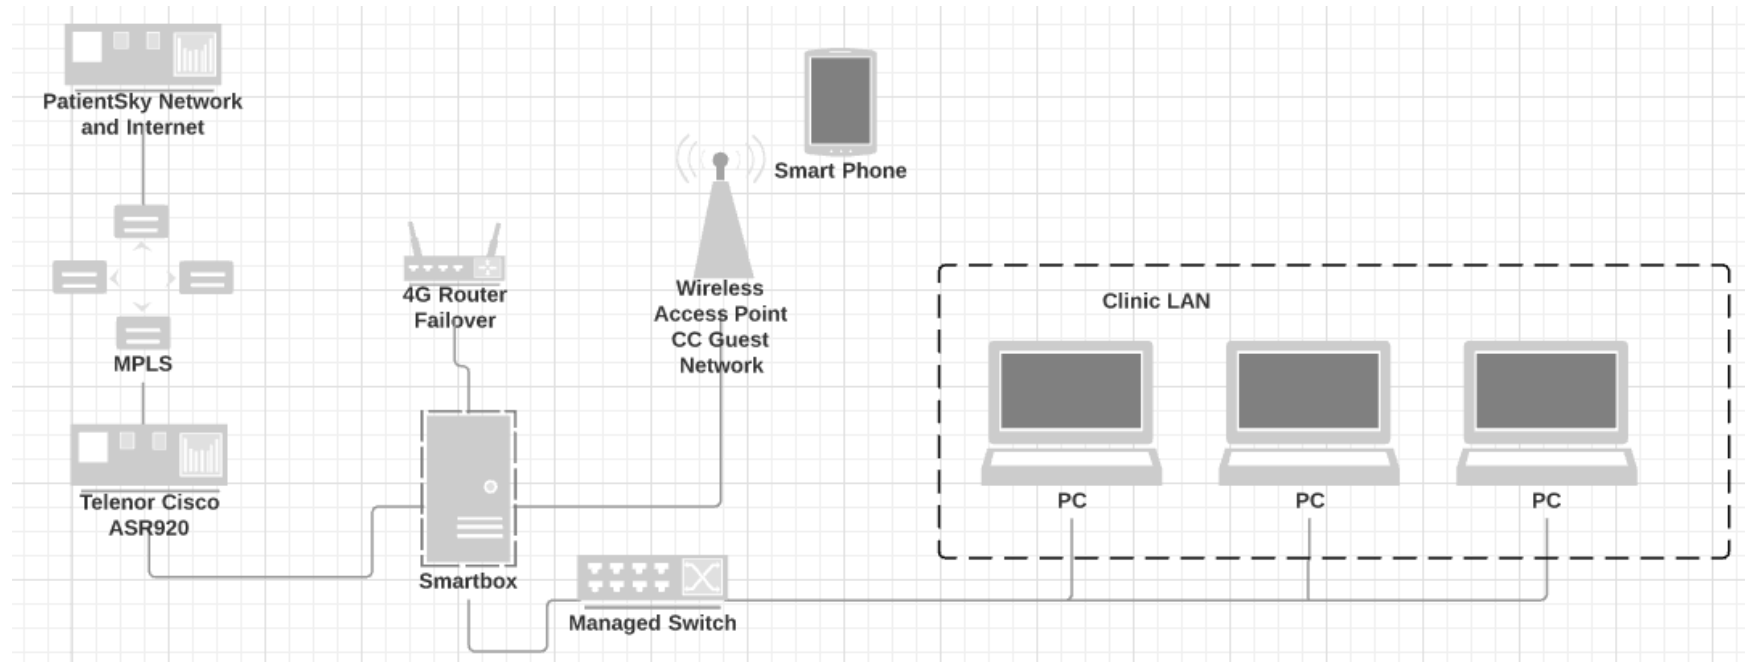 PatientSky Network
and Internet
Smart Phone
4G Router
Failover
Wireless
Access Point
CC Guest
Network
Clinic LAN
MPLS
Telenor Cisco
ASR920
PC
PC
PC
Smartbox
Managed Switch